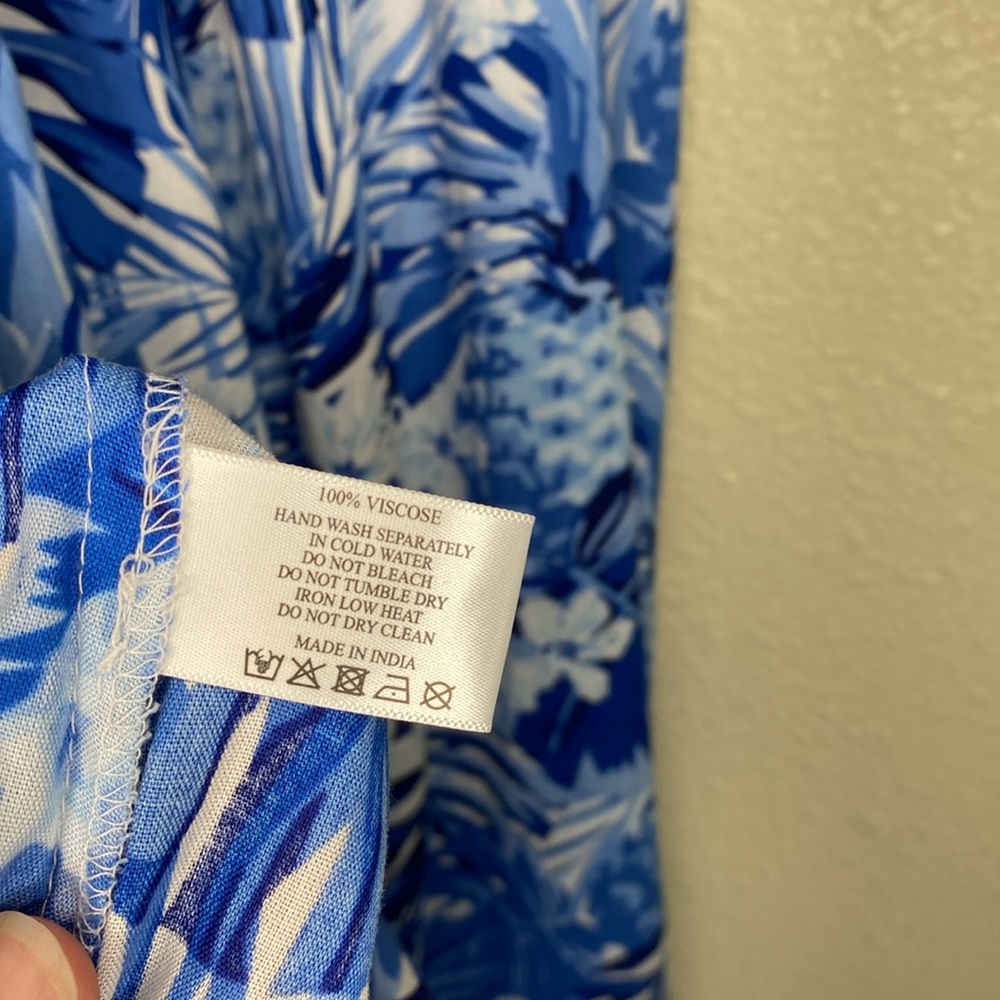 100% VISCOSE
HAND WASH SEPARATELY
IN COLD WATER
DO NOT BLEACH
DO NOT TUMBLE DRY
IRON LOW HEAT
DO NOT DRY CLEAN
MADE IN INDIA